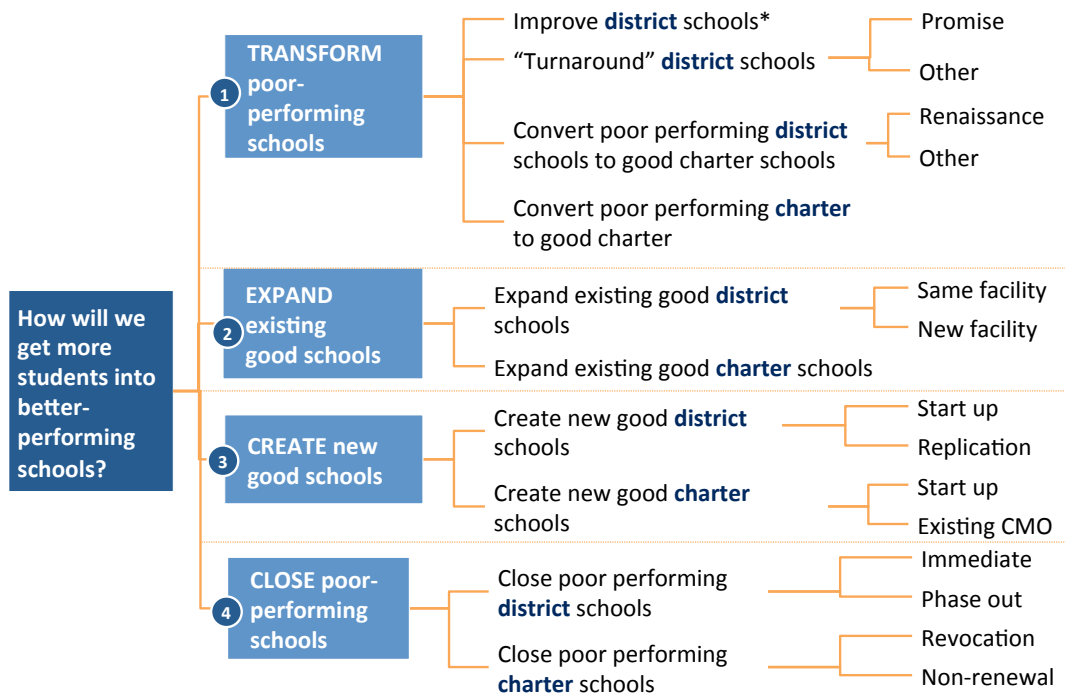 How will we
get more
students into
better-
performing
schools?
1
TRANSFORM
poor-
performing
schools
Improve district schools*
“Turnaround” district schools
Promise
Other
Convert poor performing district
schools to good charter schools
Renaissance
Other
Convert poor performing charter
to good charter
2
EXPAND
existing
good schools
Expand existing good district
schools
Same facility
New facility
Expand existing good charter schools
3
CREATE new
good schools
Create new good district
schools
Start up
Replication
Create new good charter
schools
Start up
Existing CMO
4
CLOSE poor-
performing
schools
Close poor performing
district schools
Immediate
Phase out
Close poor performing
charter schools
Revocation
Non-renewal